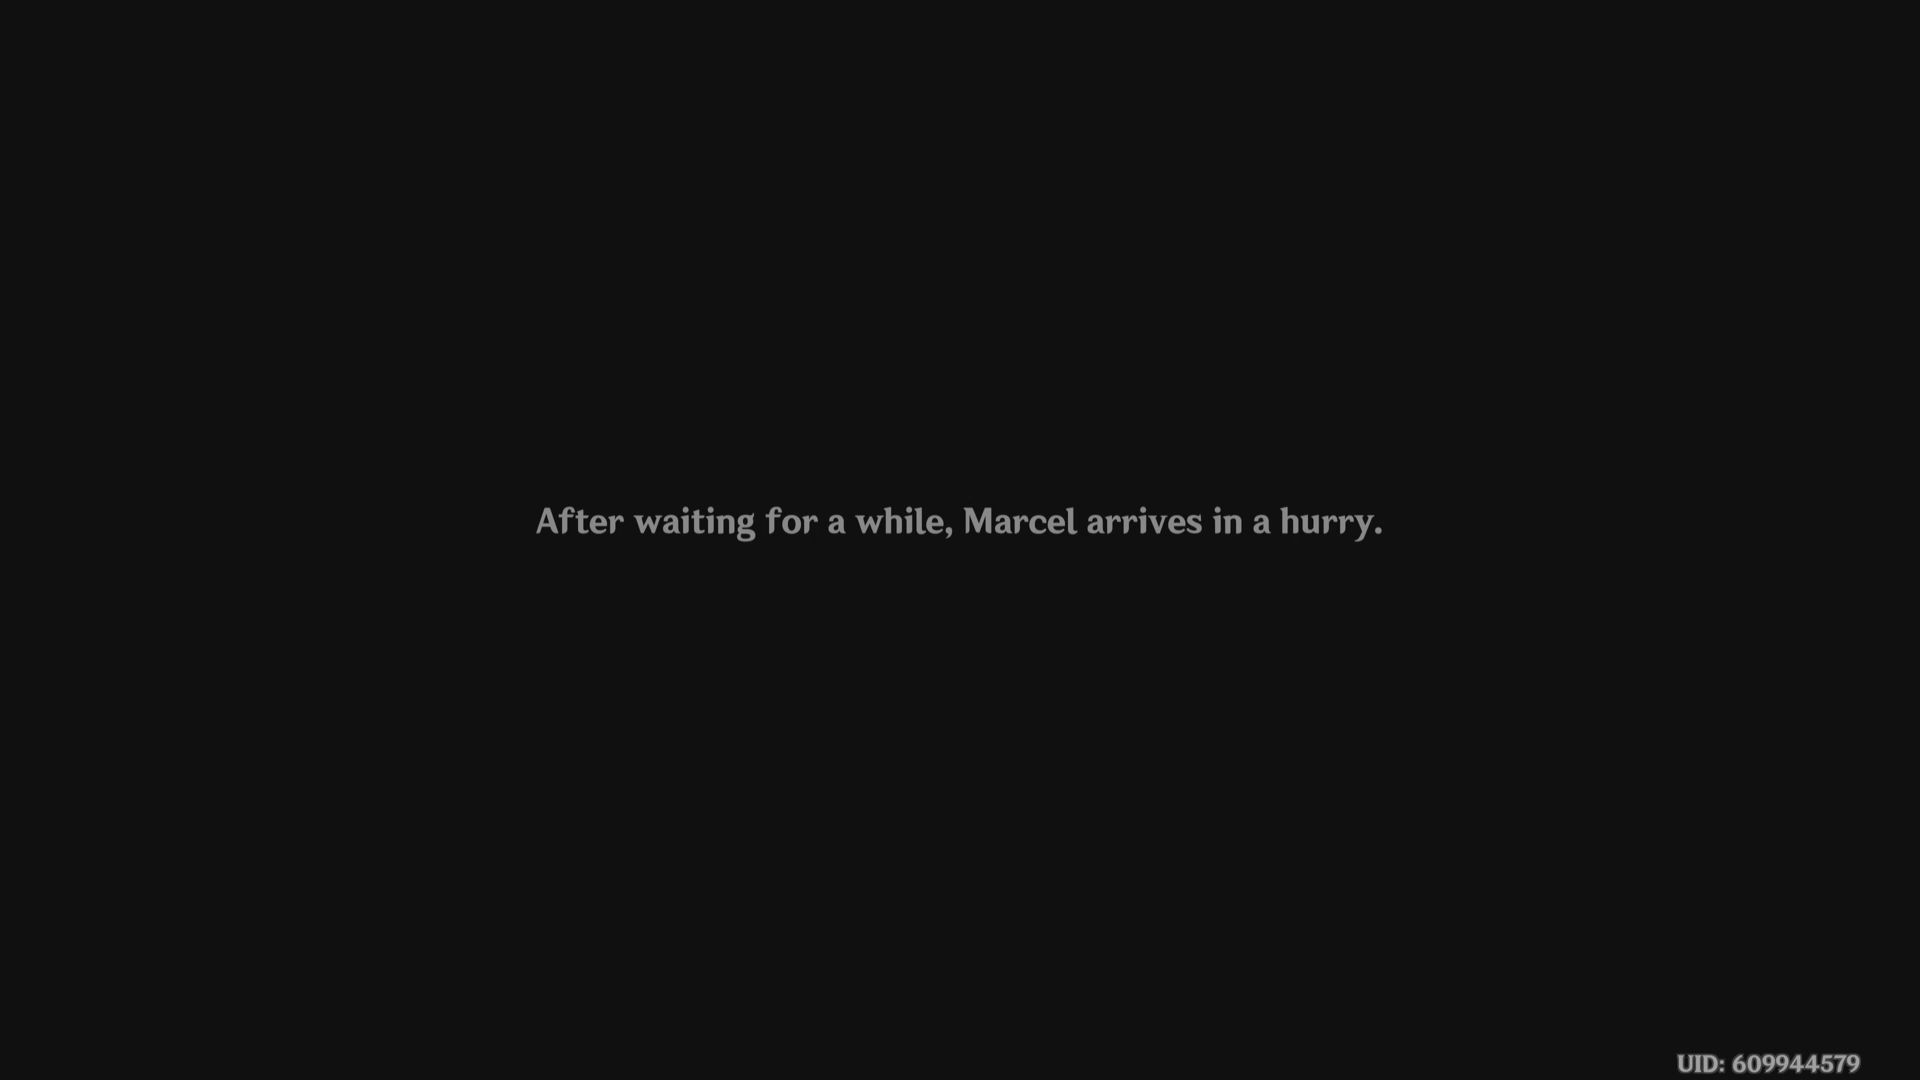 After waiting for a while, Marcel arrives in a hurry.
UID: 609944579